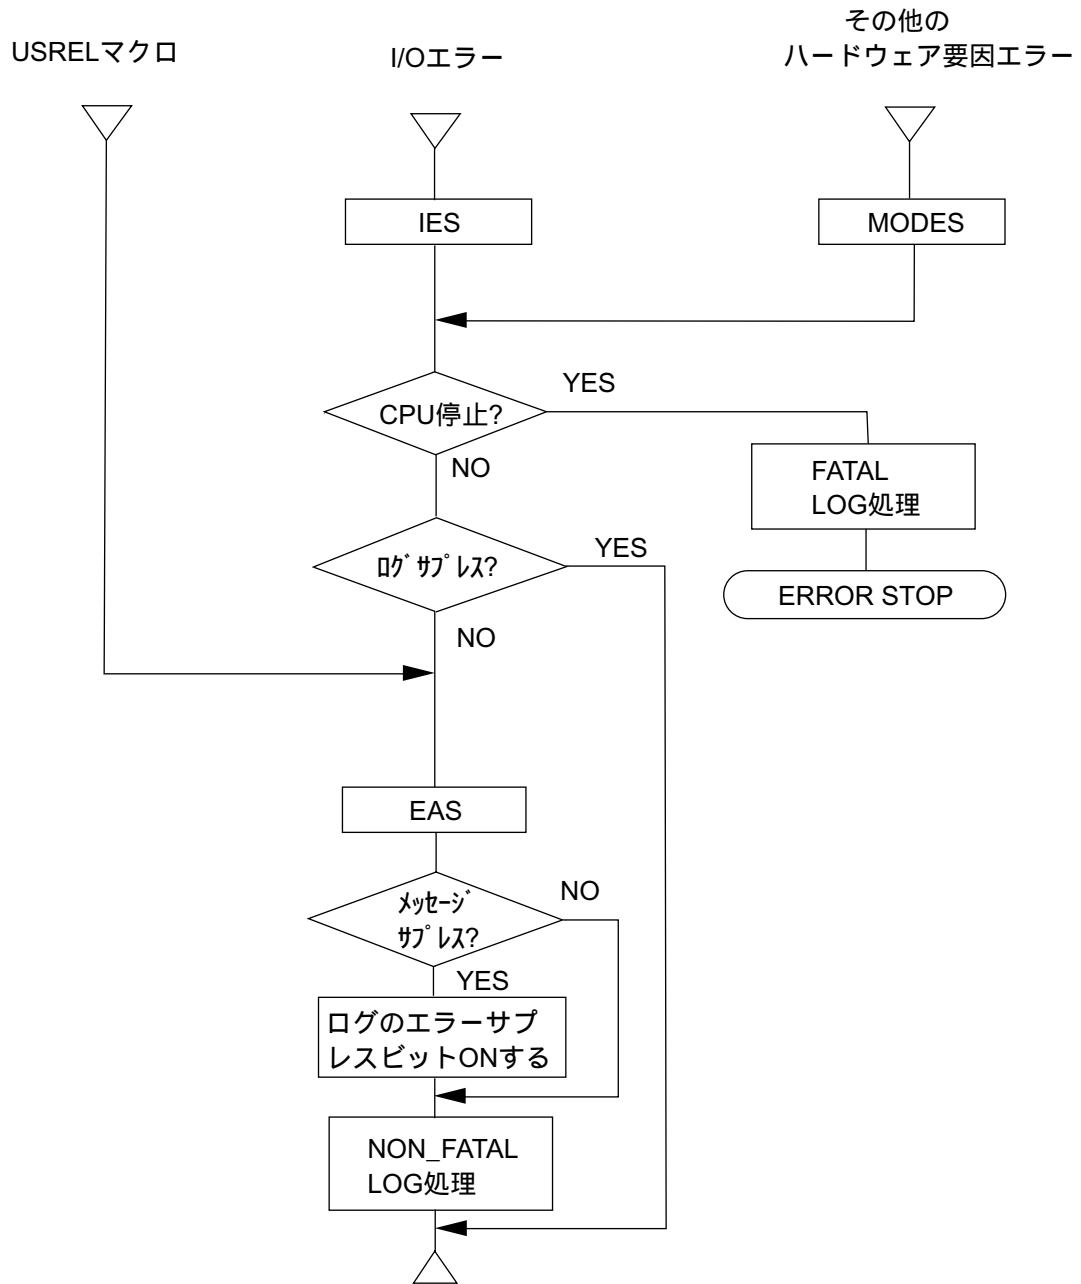 その他の
USRELマクロ
I/Oエラー
ハードウェア要因エラー
IES
MODES
YES
CPU停止?
NO
FATAL
LOG処理
ログサプレス?
YES
ERROR STOP
NO
EAS
NO
メッセージ
サプレス?
YES
ログのエラーサプ
レスビットONする
NON_FATAL
LOG処理